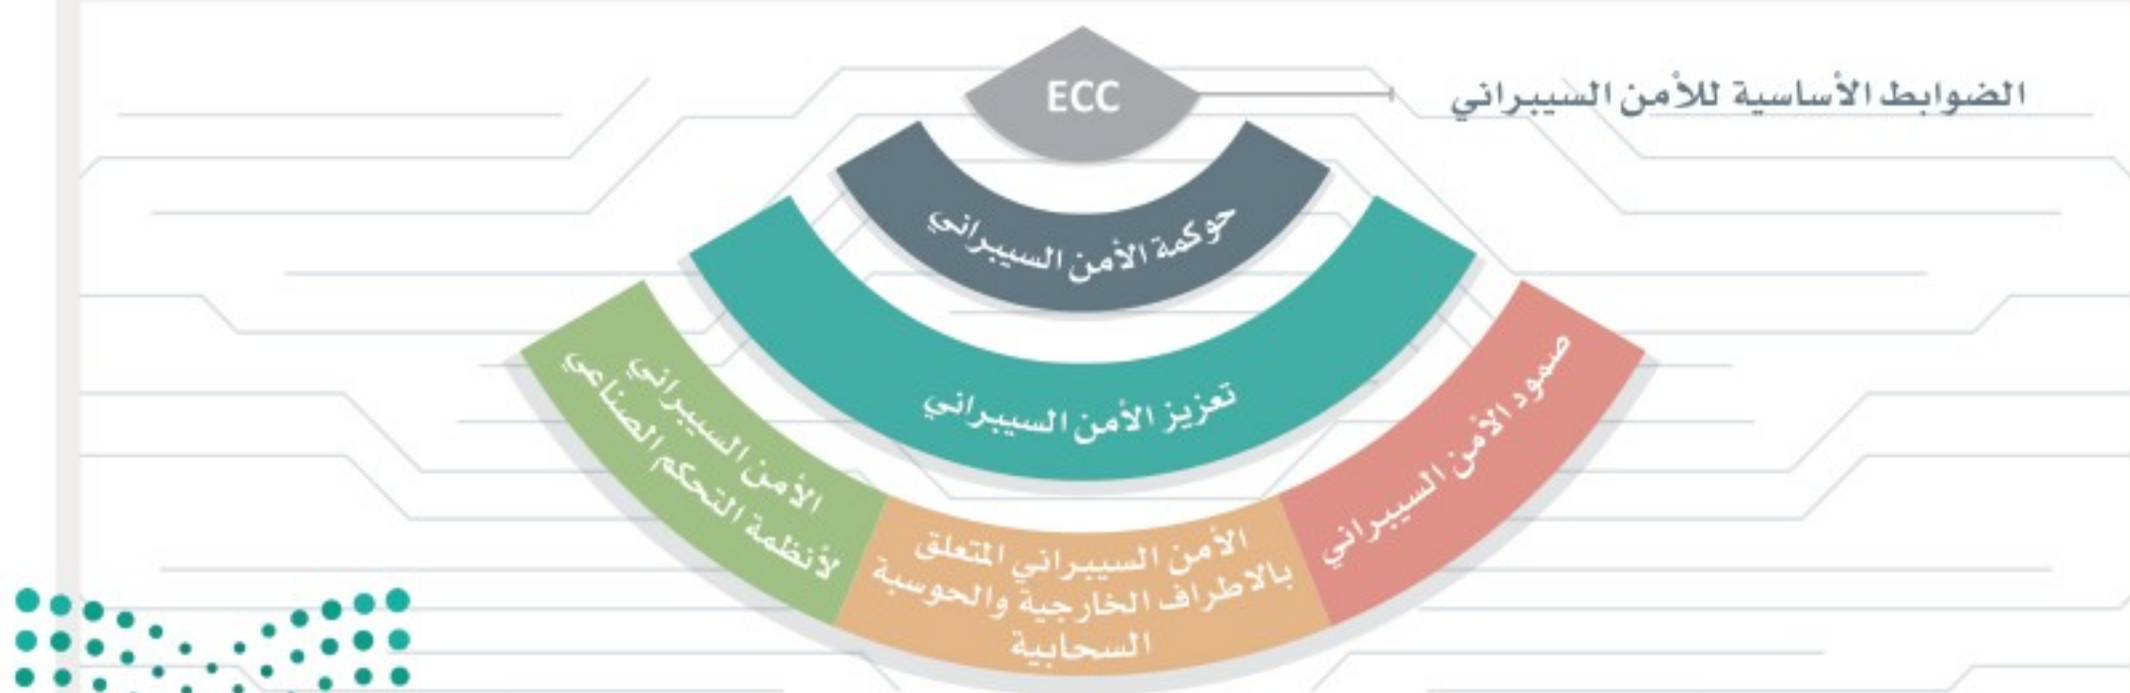 ECC
الضوابط الأساسية للأمن السيبراني
حوكمة الأمن السيبراني
تعزيز الأمن السيبراني
صمود الأمن السيبراني
الأمن السيبراني المتعلق
بالاطراف الخارجية والحوسبة
السحابية
الأمن السيبراني
لأنظمة التحكم الصناعي